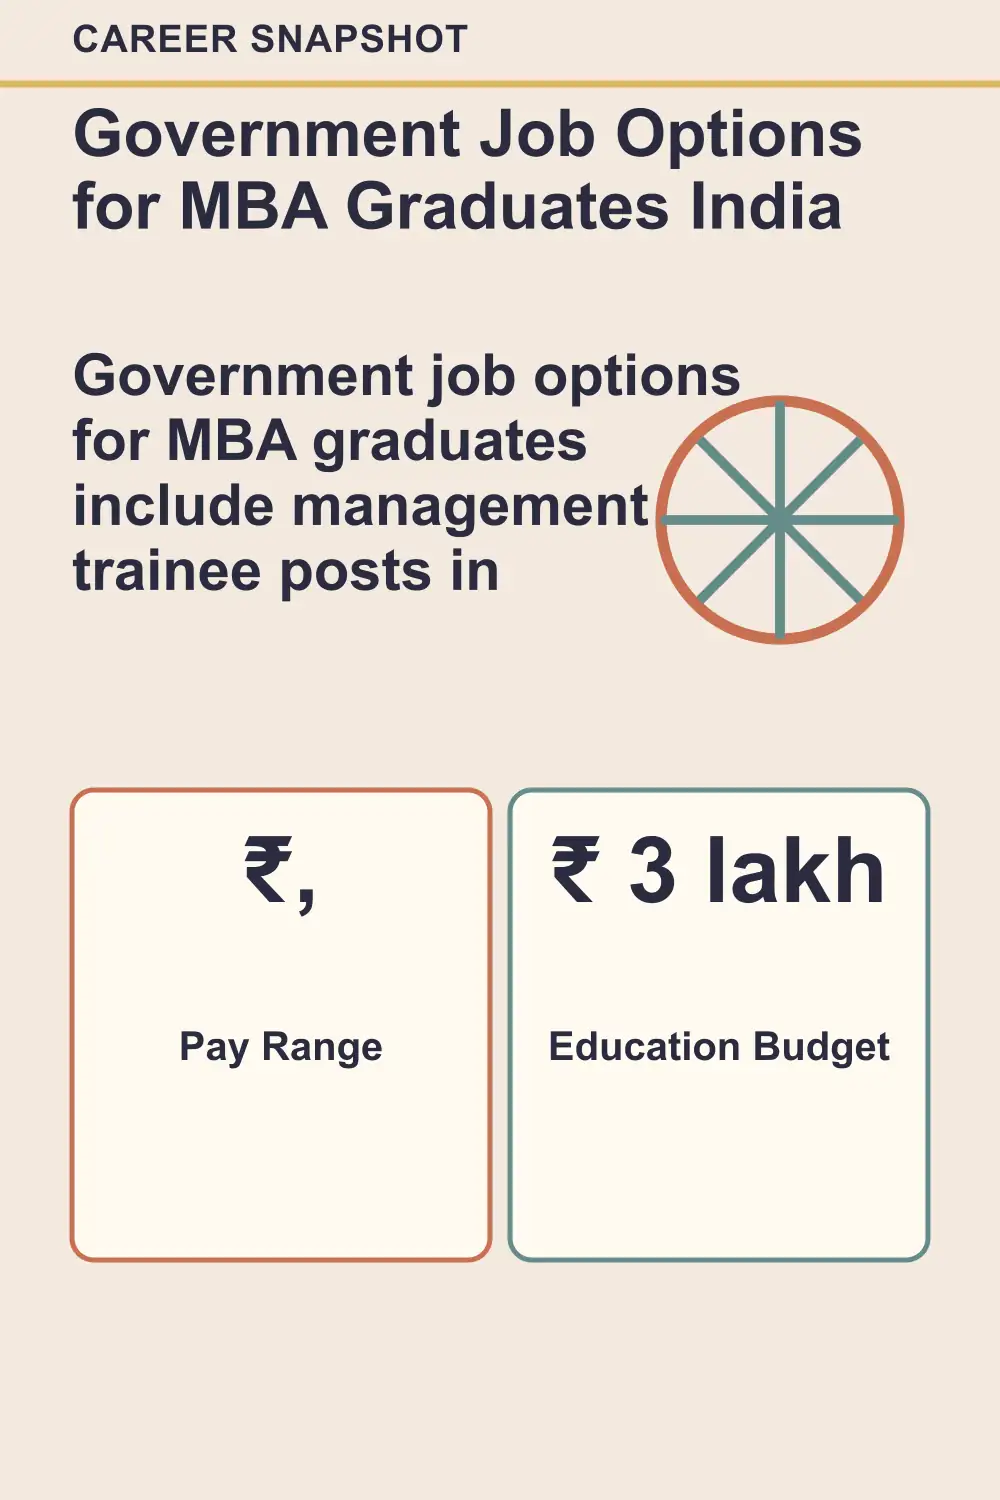 CAREER SNAPSHOT
Government Job Options
for MBA Graduates India
Government job options
for MBA graduates
include management
trainee posts in
₹,
Pay Range
₹ 3 lakh
Education Budget